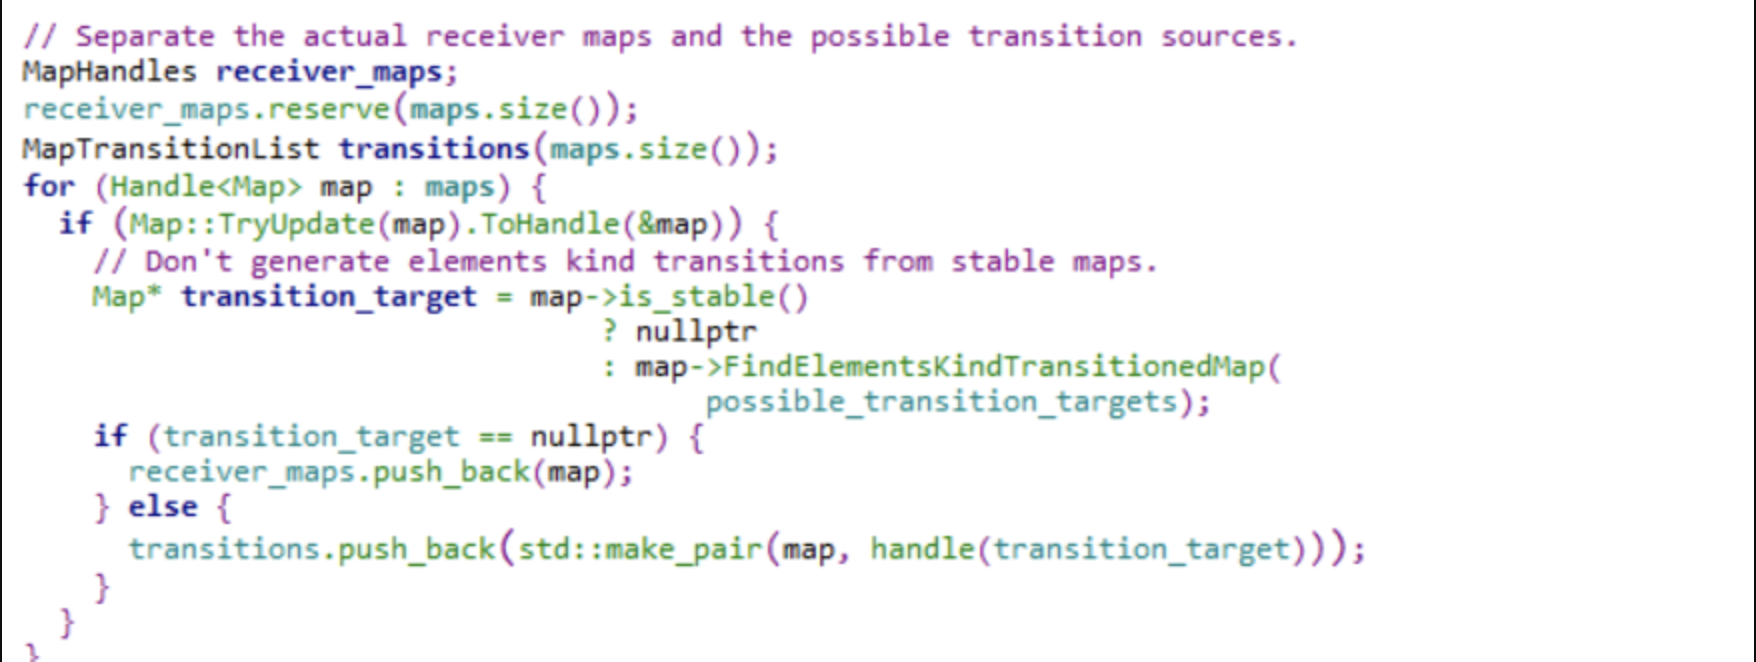 // Separate the actual receiver maps and the possible transition sources.
MapHandles receiver_maps;
receiver_maps.reserve(maps.size());
MapTransitionList transitions(maps.size());
for (Handle<Map> map : maps) {
  if (Map::TryUpdate(map).ToHandle(&map)) {
    // Don't generate elements kind transitions from stable maps.
    Map* transition_target = map->is_stable()
                                 ? nullptr
                                 : map->FindElementsKindTransitionedMap(
                                       possible_transition_targets);
    if (transition_target == nullptr) {
      receiver_maps.push_back(map);
    } else {
      transitions.push_back(std::make_pair(map, handle(transition_target)));
    }
  }
}